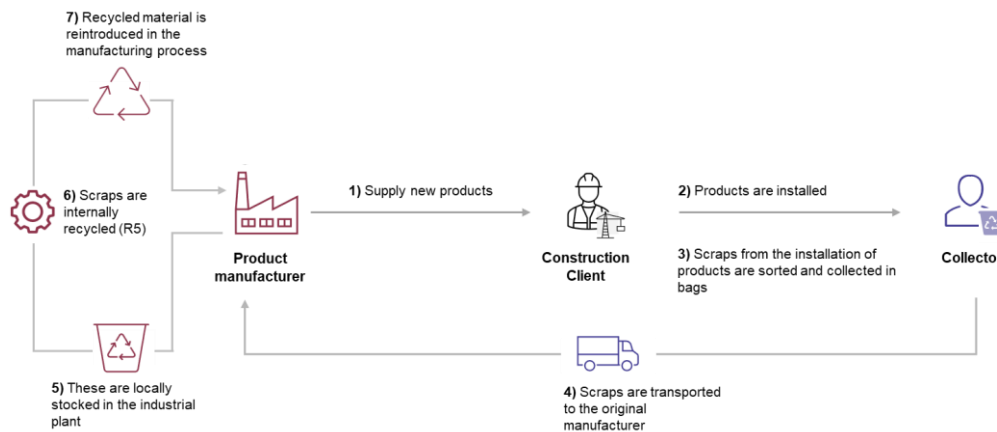 7) Recycled material is
reintroduced in the
manufacturing process
6) Scraps are
internally
recycled (R5)
1) Supply new products
2) Products are installed
Product
manufacturer
Construction
Client
3) Scraps from the installation of
products are sorted and collected in
bags
Collecto
5) These are locally
stocked in the industrial
plant
4) Scraps are transported
to the original
manufacturer